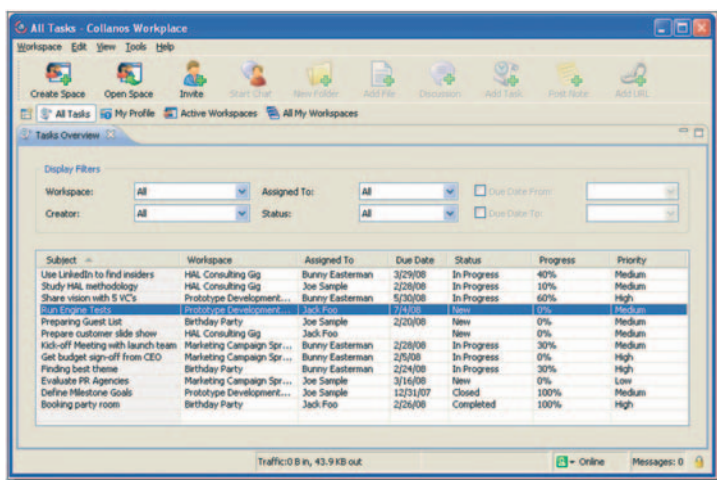 All Tasks - Collanos Workplace
Workspace Edit View Tools Help
Create Space Open Space Invite Start Chat New Folder Add File Discussion Add Task Post Note Add URL
All Tasks My Profile Active Workspaces All My Workspaces
Tasks Overview
Display Filters
Workspace: All Assigned To: All Due Date From:
Creator: All Status: All Due Date To:
Subject Workspace Assigned To Due Date Status Progress Priority
Use LinkedIn to find insiders HAL Consulting Gig Bunny Easterman 3/29/08 In Progress 40% Medium
Study HAL methodology HAL Consulting Gig Joe Sample 2/28/08 In Progress 10% Medium
Share vision with 5 VC's Prototype Development... Bunny Easterman 5/30/08 In Progress 60% High
Run Engine Tests Prototype Development... Jack Foo 7/4/08 New 0% Medium
Preparing Guest List Birthday Party Joe Sample 2/20/08 New 0% Medium
Prepare customer slide show HAL Consulting Gig Jack Foo New 0% Medium
Kick-off Meeting with launch team Marketing Campaign Spr... Bunny Easterman 2/28/08 In Progress 30% Medium
Get budget sign-off from CEO Marketing Campaign Spr... Bunny Easterman 2/5/08 In Progress 0% High
Finding best theme Birthday Party Bunny Easterman 2/24/08 In Progress 30% High
Evaluate PR Agencies Marketing Campaign Spr... Joe Sample 3/16/08 New 0% Low
Define Milestone Goals Prototype Development... Joe Sample 12/31/07 Closed 100% Medium
Booking party room Birthday Party Jack Foo 2/26/08 Completed 100% High
Traffic:0 B in, 43.9 KB out Online Messages: 0